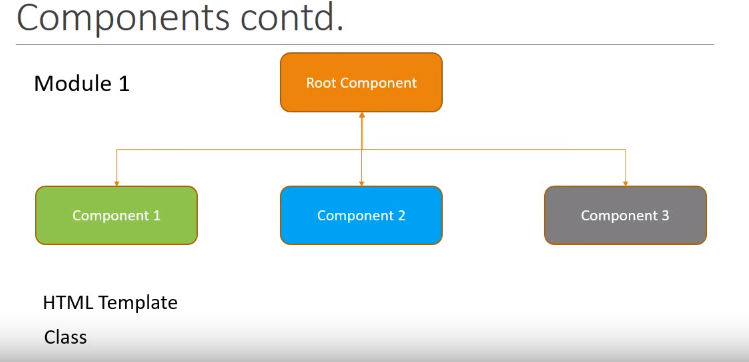 Components contd.
Module 1
Root Component
Component 1
Component 2
Component 3
HTML Template
Class